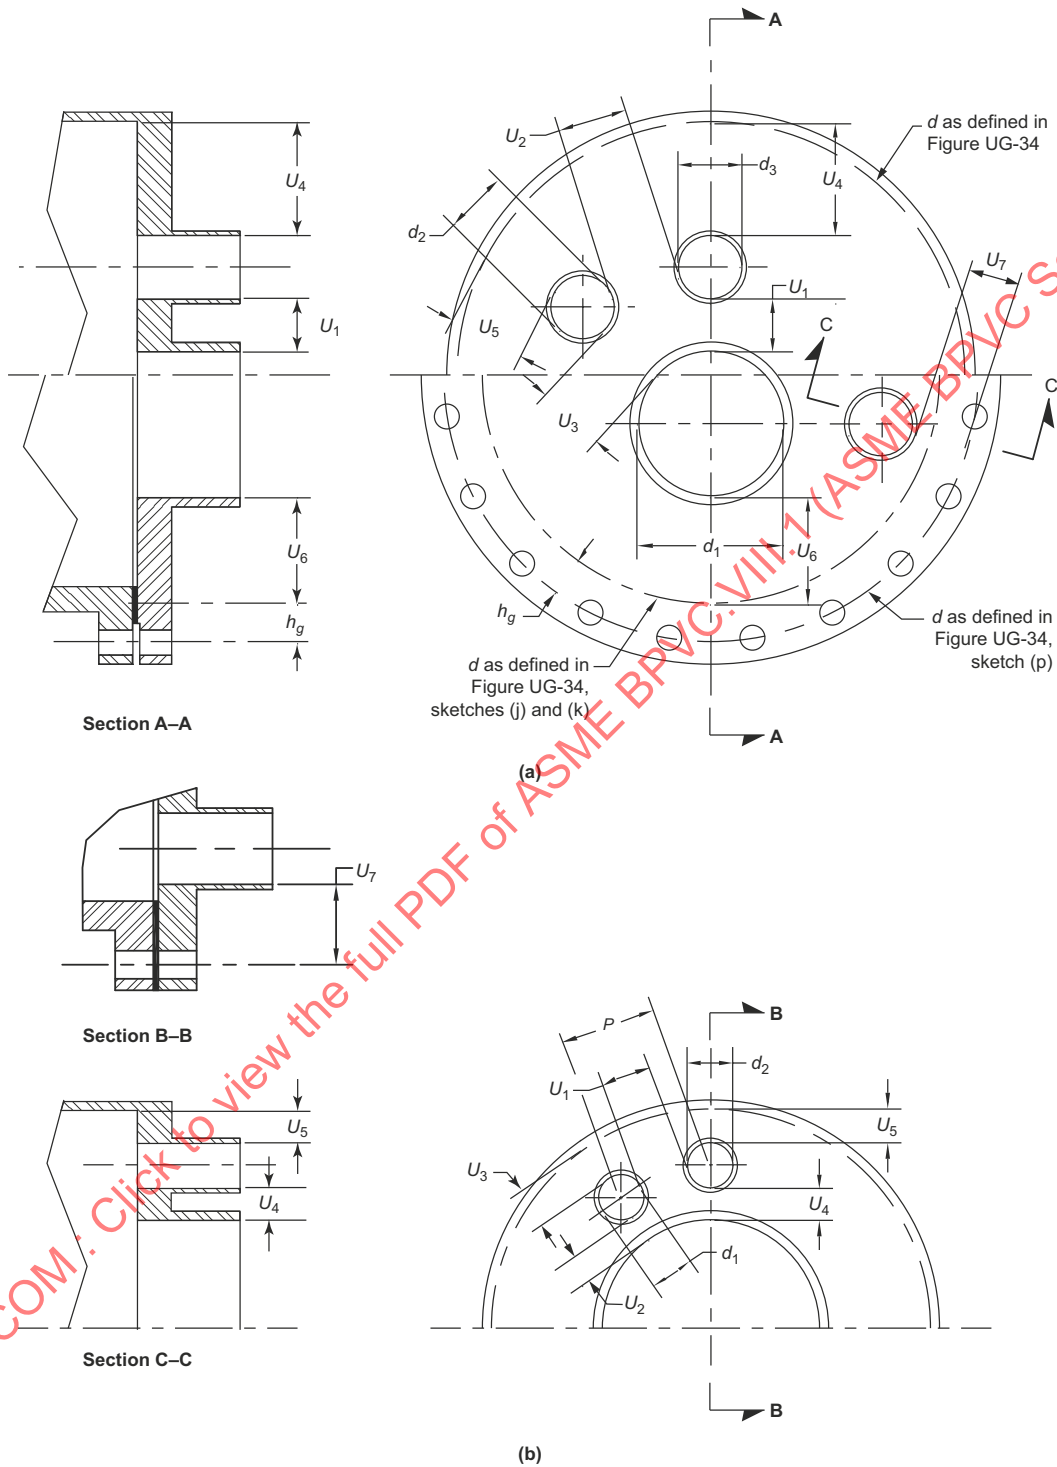 A
U2
d3
U4
d as defined in
Figure UG-34
U4
d2
U7
U1
U1
U5
C
C
U3
U6
d1
U6
hg
hg
d as defined in
Figure UG-34,
sketch (p)
d as defined in
Figure UG-34,
sketches (j) and (k)
Section A–A
A
(a)
U7
Section B–B
B
P
d2
U1
U5
U5
U3
U4
U4
d1
U2
Section C–C
B
(b)
COM : Click to view the full PDF of ASME BPVC.VIII.1 (ASME BPVC Se